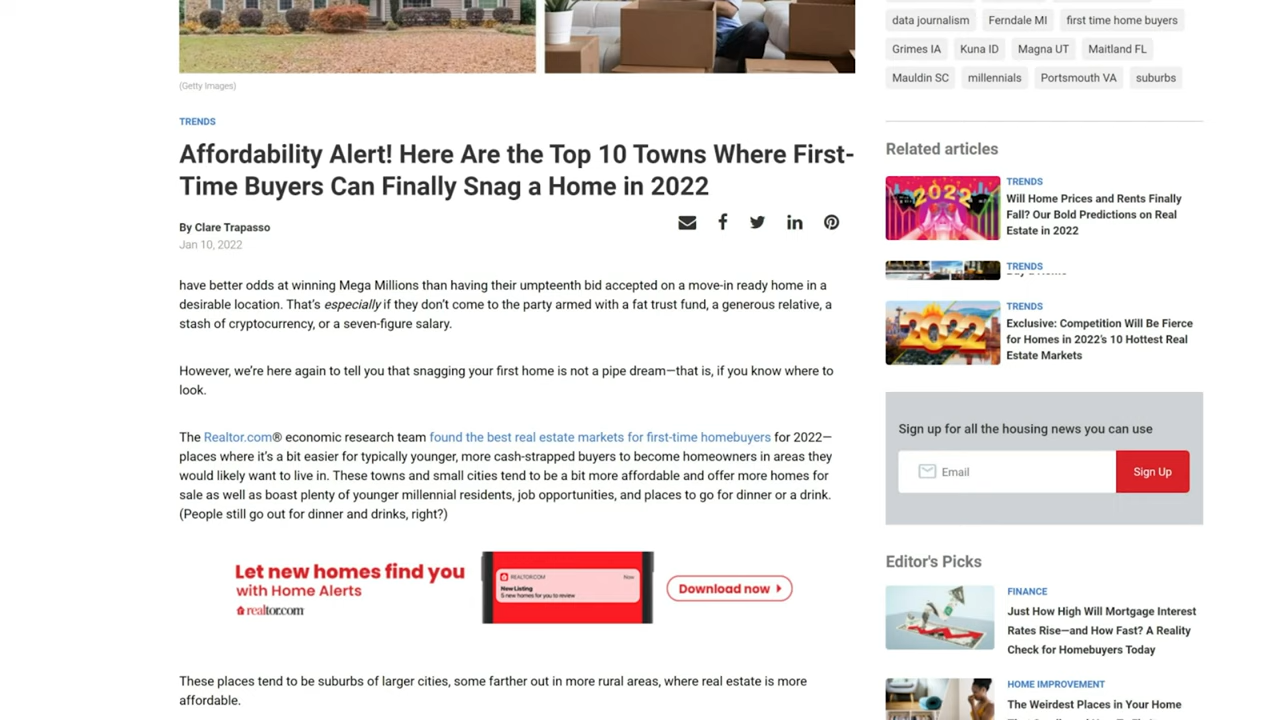 (Getty Images)
TRENDS
Affordability Alert! Here Are the Top 10 Towns Where First-
Time Buyers Can Finally Snag a Home in 2022
By Clare Trapasso
Jan 10, 2022
have better odds at winning Mega Millions than having their umpteenth bid accepted on a move-in ready home in a
desirable location. That's especially if they don't come to the party armed with a fat trust fund, a generous relative, a
stash of cryptocurrency, or a seven-figure salary.
However, we're here again to tell you that snagging your first home is not a pipe dream—that is, if you know where to
look.
The Realtor.com® economic research team found the best real estate markets for first-time homebuyers for 2022—
places where it's a bit easier for typically younger, more cash-strapped buyers to become homeowners in areas they
would likely want to live in. These towns and small cities tend to be a bit more affordable and offer more homes for
sale as well as boast plenty of younger millennial residents, job opportunities, and places to go for dinner or a drink.
(People still go out for dinner and drinks, right?)
Let new homes find you
with Home Alerts
realtor.com
REALTOR.COM Now
New Listing
5 new homes for you to review
Download now
These places tend to be suburbs of larger cities, some farther out in more rural areas, where real estate is more
affordable.
data journalism Ferndale MI first time home buyers
Grimes IA Kuna ID Magna UT Maitland FL
Mauldin SC millennials Portsmouth VA suburbs
Related articles
2022
TRENDS
Will Home Prices and Rents Finally
Fall? Our Bold Predictions on Real
Estate in 2022
TRENDS
2022
TRENDS
Exclusive: Competition Will Be Fierce
for Homes in 2022's 10 Hottest Real
Estate Markets
Sign up for all the housing news you can use
Email
Sign Up
Editor's Picks
FINANCE
Just How High Will Mortgage Interest
Rates Rise—and How Fast? A Reality
Check for Homebuyers Today
HOME IMPROVEMENT
The Weirdest Places in Your Home